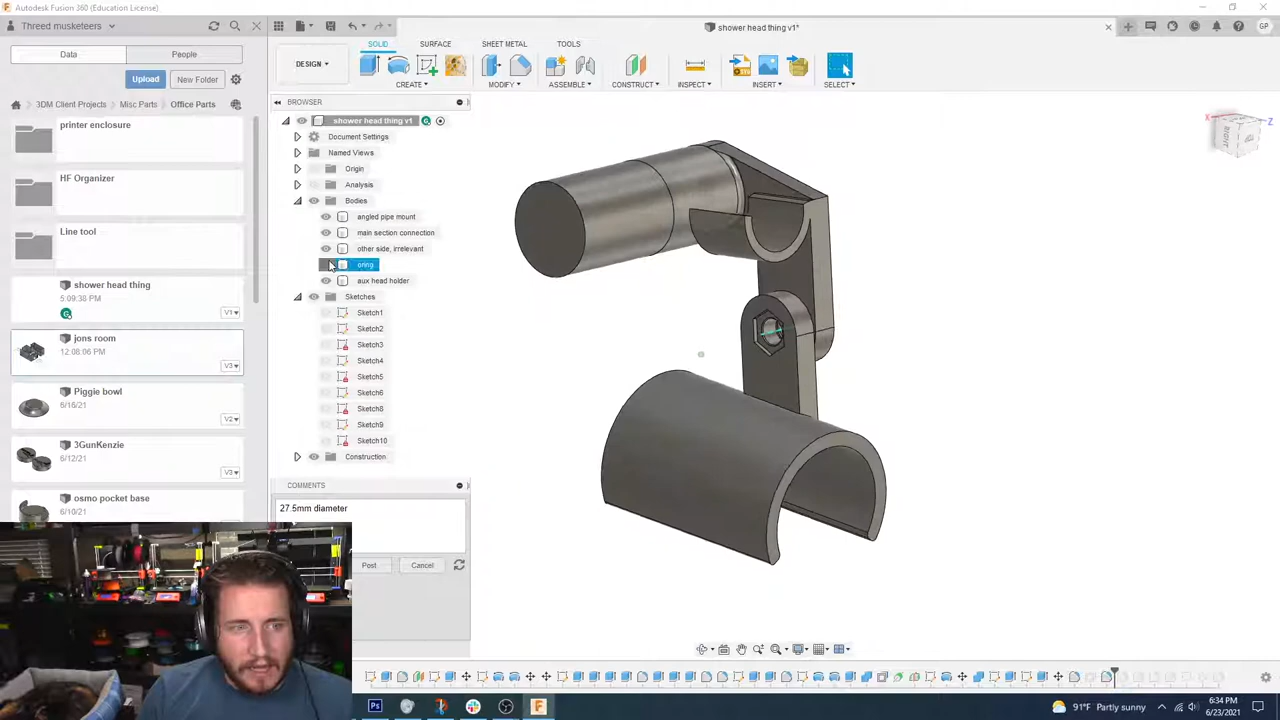 Autodesk Fusion 360 (Education License)
Threed musketeers
shower head thing v1*
GP
Data
People
Upload
New Folder
3DM Client Projects
Misc Parts
Office Parts
printer enclosure
HF Organizer
Line tool
shower head thing
5:09:38 PM
V1
jons room
12:08:06 PM
V3
Piggie bowl
6/16/21
V2
3GunKenzie
6/12/21
V3
osmo pocket base
6/10/21
SOLID
SURFACE
SHEET METAL
TOOLS
DESIGN
CREATE
MODIFY
ASSEMBLE
CONSTRUCT
INSPECT
INSERT
SELECT
BROWSER
shower head thing v1
Document Settings
Named Views
Origin
Analysis
Bodies
angled pipe mount
main section connection
other side, irrelevant
oring
aux head holder
Sketches
Sketch1
Sketch2
Sketch3
Sketch4
Sketch5
Sketch6
Sketch8
Sketch9
Sketch10
Construction
COMMENTS
27.5mm diameter
Post
Cancel
X
Z
RIGHT
91°F Partly sunny
6:34 PM
6/23/2021